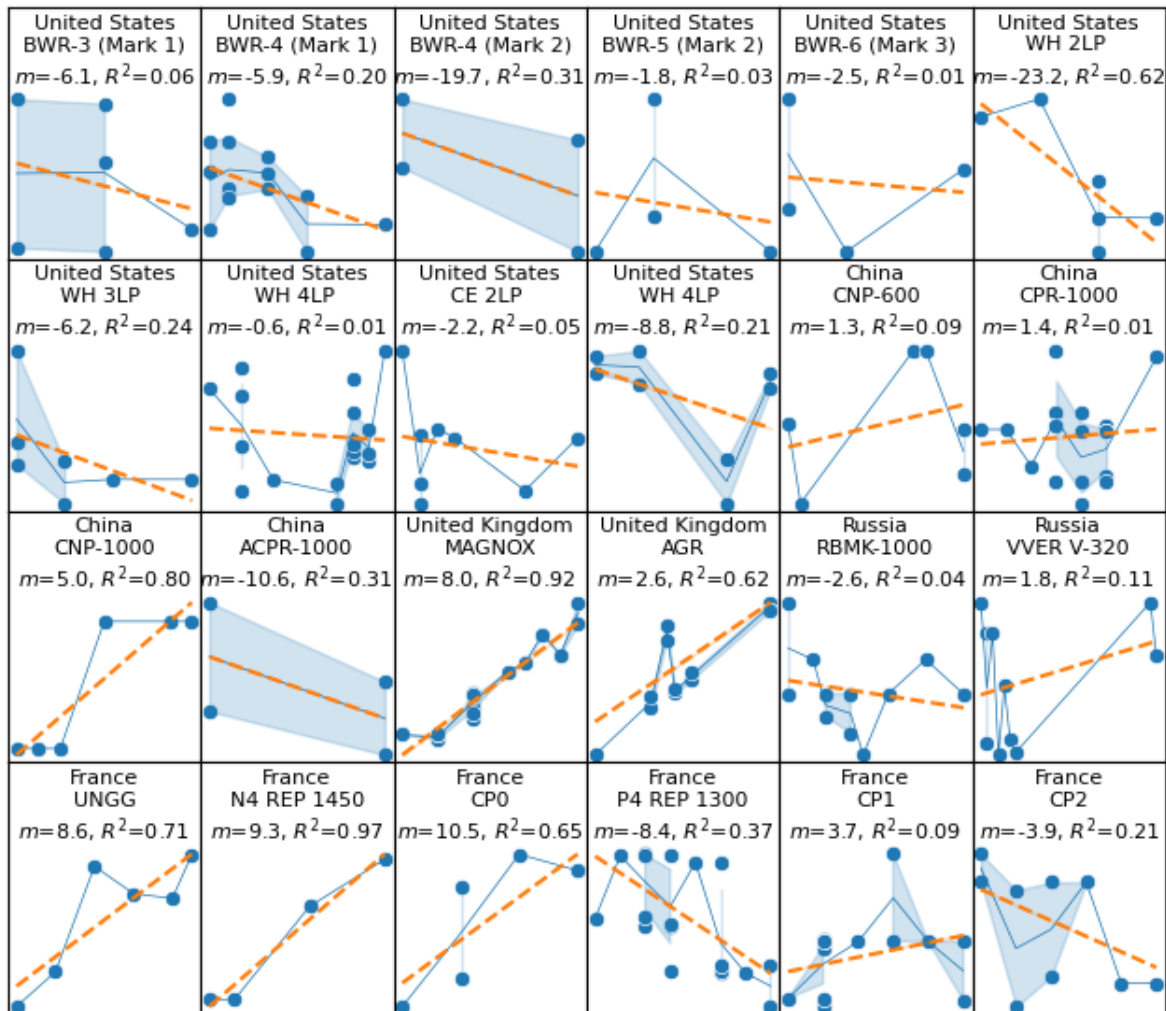 United States
BWR-3 (Mark 1)
m=-6.1, R²=0.06
United States
BWR-4 (Mark 1)
m=-5.9, R²=0.20
United States
BWR-4 (Mark 2)
m=-19.7, R²=0.31
United States
BWR-5 (Mark 2)
m=-1.8, R²=0.03
United States
BWR-6 (Mark 3)
m=-2.5, R²=0.01
United States
WH 2LP
m=-23.2, R²=0.62
United States
WH 3LP
m=-6.2, R²=0.24
United States
WH 4LP
m=-0.6, R²=0.01
United States
CE 2LP
m=-2.2, R²=0.05
United States
WH 4LP
m=-8.8, R²=0.21
China
CNP-600
m=1.3, R²=0.09
China
CPR-1000
m=1.4, R²=0.01
China
CNP-1000
m=5.0, R²=0.80
China
ACPR-1000
m=-10.6, R²=0.31
United Kingdom
MAGNOX
m=8.0, R²=0.92
United Kingdom
AGR
m=2.6, R²=0.62
Russia
RBMK-1000
m=-2.6, R²=0.04
Russia
VVER V-320
m=1.8, R²=0.11
France
UNGG
m=8.6, R²=0.71
France
N4 REP 1450
m=9.3, R²=0.97
France
CP0
m=10.5, R²=0.65
France
P4 REP 1300
m=-8.4, R²=0.37
France
CP1
m=3.7, R²=0.09
France
CP2
m=-3.9, R²=0.21